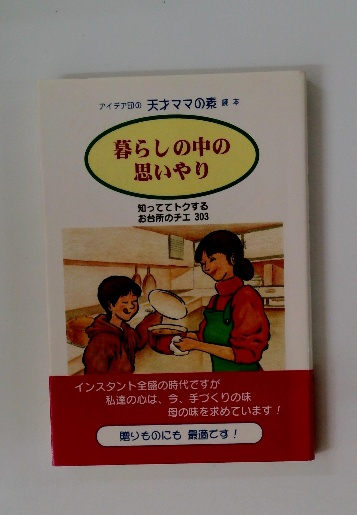 アイデア印の 天才ママの素 読本
暮らしの中の
思いやり
知っててトクする
お台所のチエ 303
インスタント全盛の時代ですが
私達の心は、今、手づくりの味
母の味を求めています！
贈りものにも 最適です！